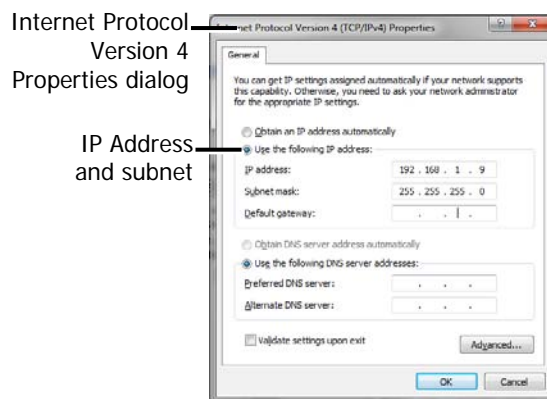 Internet Protocol
Version 4
Properties dialog
IP Address
and subnet
net Protocol Version 4 (TCP/IPv4) Properties
General
You can get IP settings assigned automatically if your network supports
this capability. Otherwise, you need to ask your network administrator
for the appropriate IP settings.
Obtain an IP address automatically
Use the following IP address:
IP address: 192 . 168 . 1 . 9
Subnet mask: 255 . 255 . 255 . 0
Default gateway: . . .
Obtain DNS server address automatically
Use the following DNS server addresses:
Preferred DNS server: . . .
Alternate DNS server: . . .
Validate settings upon exit
Advanced...
OK Cancel